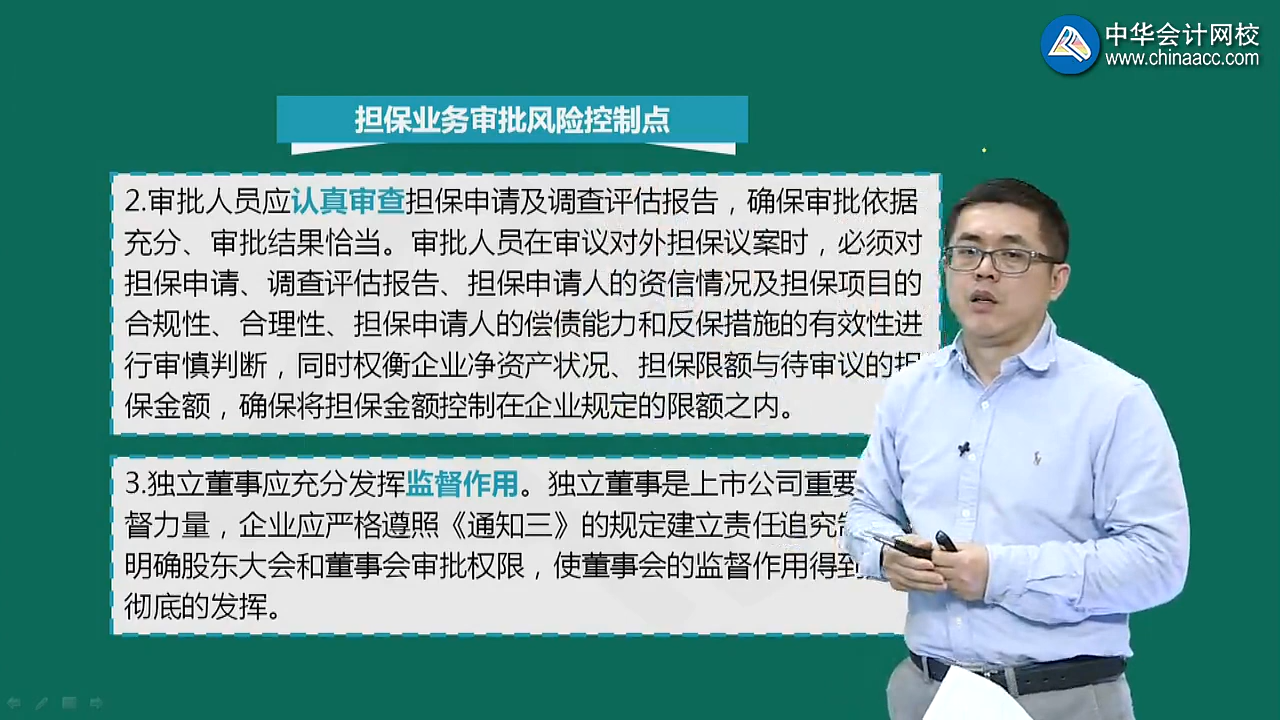 中华会计网校
www.chinaacc.com
担保业务审批风险控制点
2.审批人员应认真审查担保申请及调查评估报告，确保审批依据
充分、审批结果恰当。审批人员在审议对外担保议案时，必须对
担保申请、调查评估报告、担保申请人的资信情况及担保项目的
合规性、合理性、担保申请人的偿债能力和反保措施的有效性进
行审慎判断，同时权衡企业净资产状况、担保限额与待审议的担
保金额，确保将担保金额控制在企业规定的限额之内。
3.独立董事应充分发挥监督作用。独立董事是上市公司重要
督力量，企业应严格遵照《通知三》的规定建立责任追究
明确股东大会和董事会审批权限，使董事会的监督作用得到
彻底的发挥。